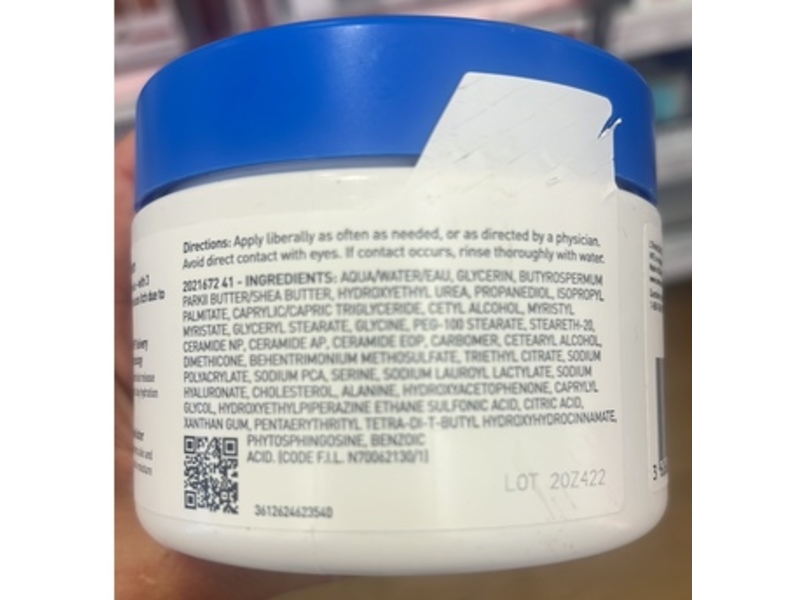 Directions: Apply liberally as often as needed, or as directed by a physician.
Avoid direct contact with eyes. If contact occurs, rinse thoroughly with water.
2021672 41 - INGREDIENTS: AQUA/WATER/EAU, GLYCERIN, BUTYROSPERMUM
PARKII BUTTER/SHEA BUTTER, HYDROXYETHYL UREA, PROPANEDIOL, ISOPROPYL
PALMITATE, CAPRYLIC/CAPRIC TRIGLYCERIDE, CETYL ALCOHOL, MYRISTYL
MYRISTATE, GLYCERYL STEARATE, GLYCINE, PEG-100 STEARATE, STEARETH-20,
CERAMIDE NP, CERAMIDE AP, CERAMIDE EOP, CARBOMER, CETEARYL ALCOHOL,
DIMETHICONE, BEHENTRIMONIUM METHOSULFATE, TRIETHYL CITRATE, SODIUM
POLYACRYLATE, SODIUM PCA, SERINE, SODIUM LAUROYL LACTYLATE, SODIUM
HYALURONATE, CHOLESTEROL, ALANINE, HYDROXYACETOPHENONE, CAPRYLYL
GLYCOL, HYDROXYETHYLPIPERAZINE ETHANE SULFONIC ACID, CITRIC ACID,
XANTHAN GUM, PENTAERYTHRITYL TETRA-DI-T-BUTYL HYDROXYHYDROCINNAMATE,
PHYTOSPHINGOSINE, BENZOIC
ACID. [CODE F.I.L. N70062130/1]
LOT 20Z422
3612624623540